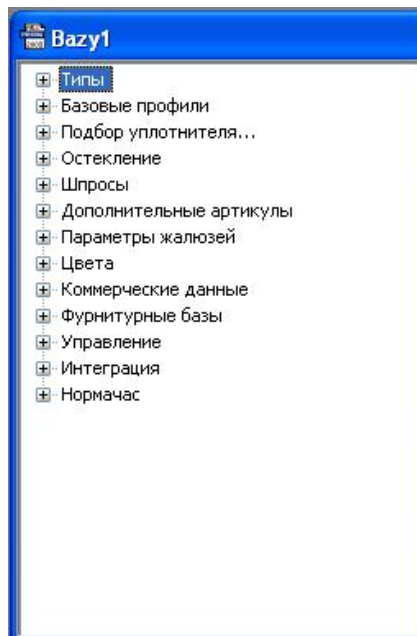 Bazy1
Типы
Базовые профили
Подбор уплотнителя...
Остекление
Шпросы
Дополнительные артикулы
Параметры жалюзей
Цвета
Коммерческие данные
Фурнитурные базы
Управление
Интеграция
Нормачас